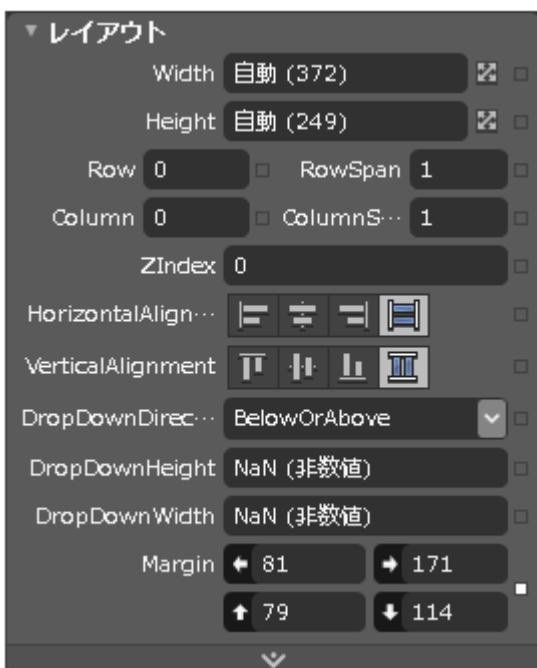 レイアウト
Width 自動 (372)
Height 自動 (249)
Row 0 RowSpan 1
Column 0 ColumnS… 1
ZIndex 0
HorizontalAlign…
VerticalAlignment
DropDownDirec… BelowOrAbove
DropDownHeight NaN (非数値)
DropDownWidth NaN (非数値)
Margin 81 171
79 114